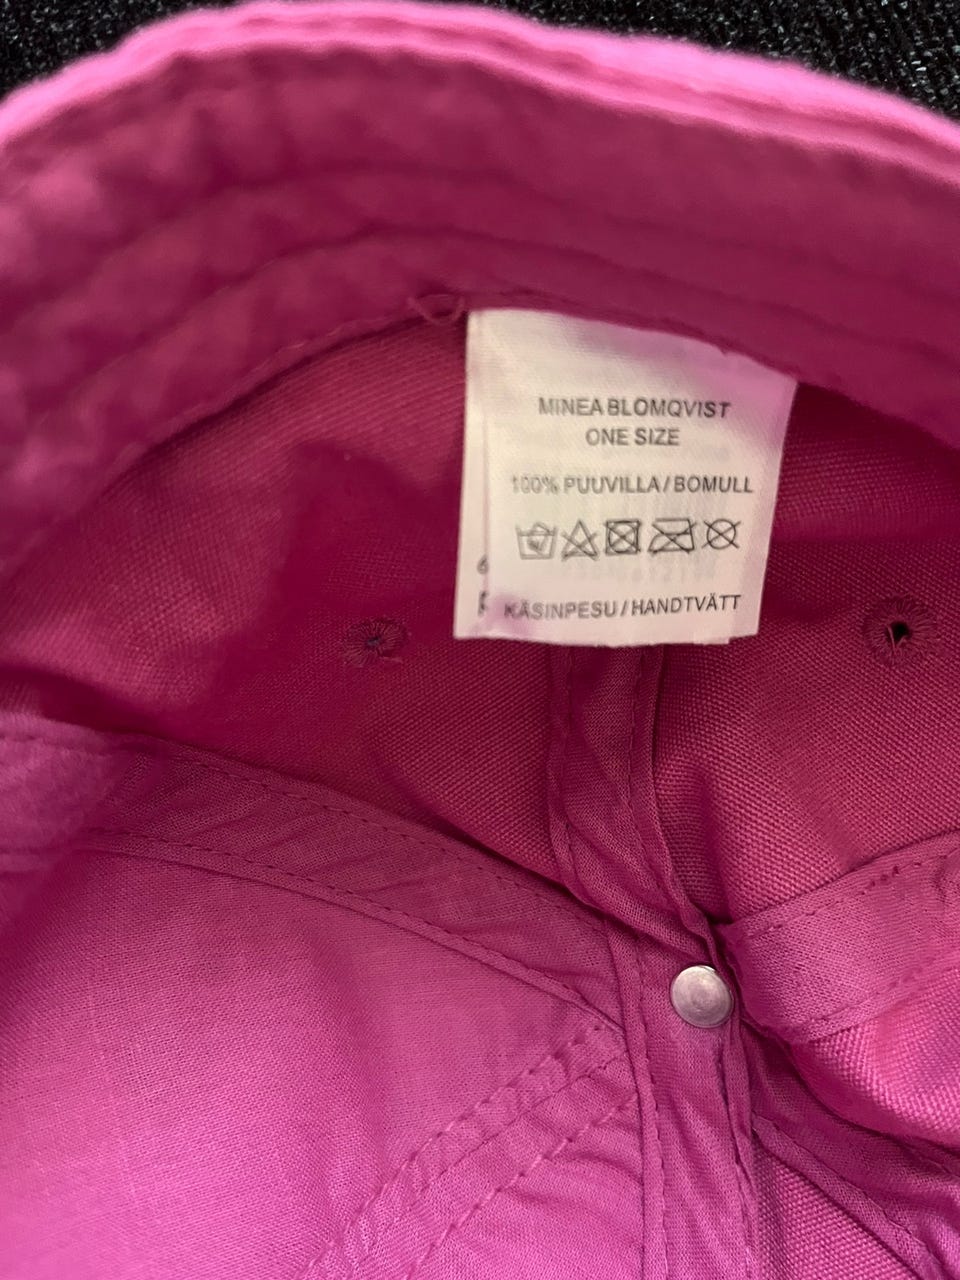 MINEA BLOMQVIST
ONE SIZE
100% PUUVILLA / BOMULL
KÄSINPESU / HANDTVÄTT